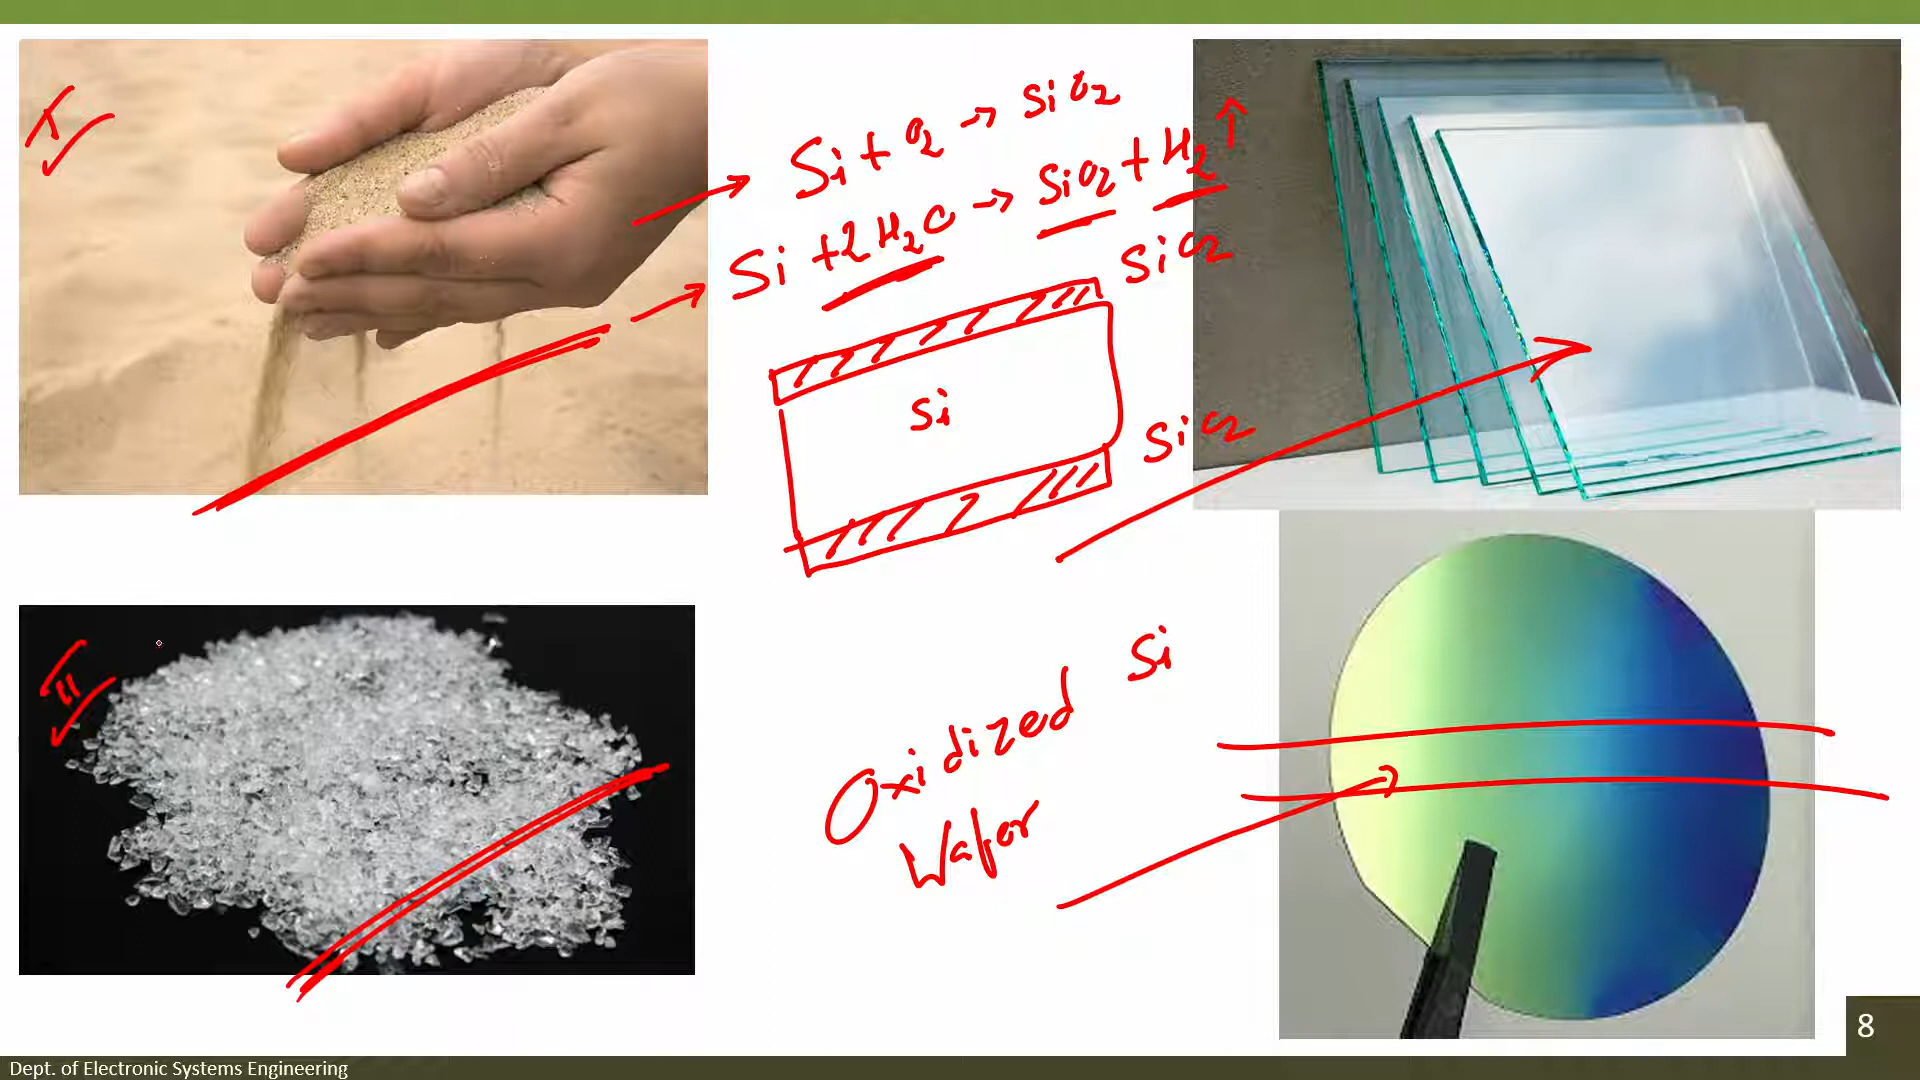 I
Si + O2 → SiO2
Si + 2H2O → SiO2 + H2 ↑
SiO2
Si
SiO2
II
Oxidized Si
Wafer
8
Dept. of Electronic Systems Engineering